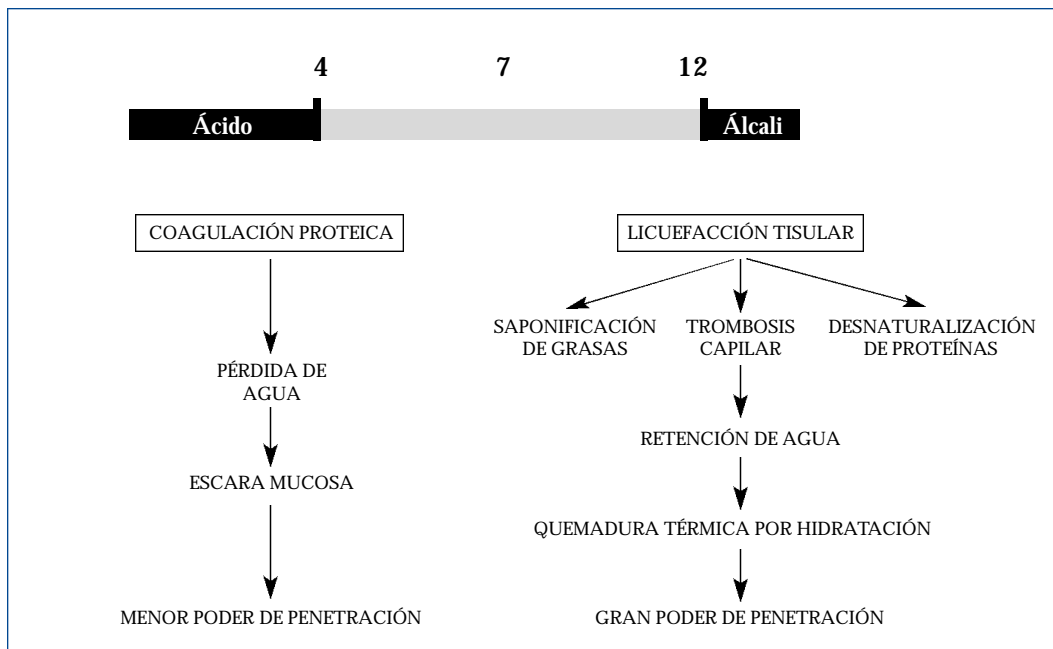 4 7 12
Ácido Álcali
COAGULACIÓN PROTEICA
PÉRDIDA DE
AGUA
ESCARA MUCOSA
MENOR PODER DE PENETRACIÓN
LICUEFACCIÓN TISULAR
SAPONIFICACIÓN
DE GRASAS
TROMBOSIS
CAPILAR
DESNATURALIZACIÓN
DE PROTEÍNAS
RETENCIÓN DE AGUA
QUEMADURA TÉRMICA POR HIDRATACIÓN
GRAN PODER DE PENETRACIÓN